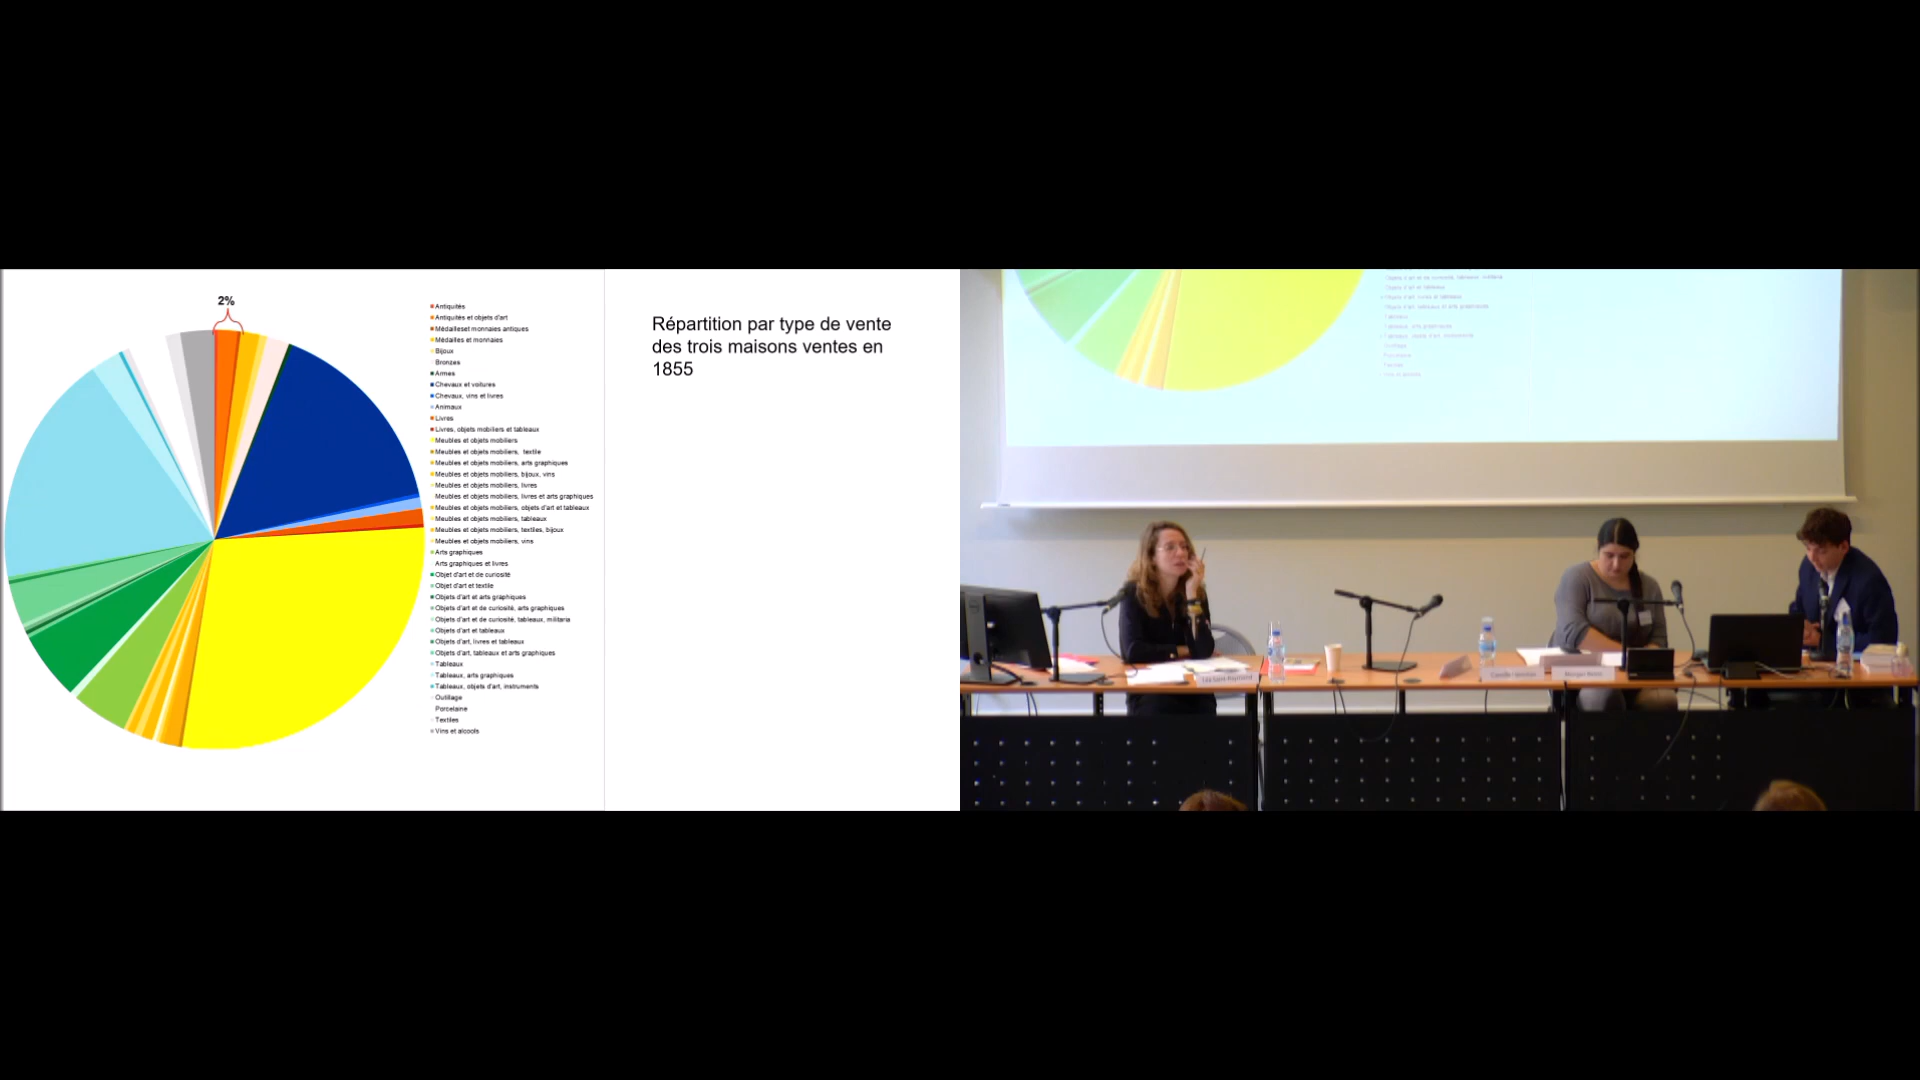 2%
Antiquités
Antiquités et objets d'art
Médailleset monnaies antiques
Médailles et monnaies
Bijoux
Bronzes
Armes
Chevaux et voitures
Chevaux, vins et livres
Animaux
Livres
Livres, objets mobiliers et tableaux
Meubles et objets mobiliers
Meubles et objets mobiliers, textile
Meubles et objets mobiliers, arts graphiques
Meubles et objets mobiliers, bijoux, vins
Meubles et objets mobiliers, livres
Meubles et objets mobiliers, livres et arts graphiques
Meubles et objets mobiliers, objets d'art et tableaux
Meubles et objets mobiliers, tableaux
Meubles et objets mobiliers, textiles, bijoux
Meubles et objets mobiliers, vins
Arts graphiques
Arts graphiques et livres
Objet d'art et de curiosité
Objet d'art et textile
Objets d'art et arts graphiques
Objets d'art et de curiosité, arts graphiques
Objets d'art et de curiosité, tableaux, militaria
Objets d'art et tableaux
Objets d'art, livres et tableaux
Objets d'art, tableaux et arts graphiques
Tableaux
Tableaux, arts graphiques
Tableaux, objets d'art, instruments
Outillage
Porcelaine
Textiles
Vins et alcools
Répartition par type de vente
des trois maisons ventes en
1855